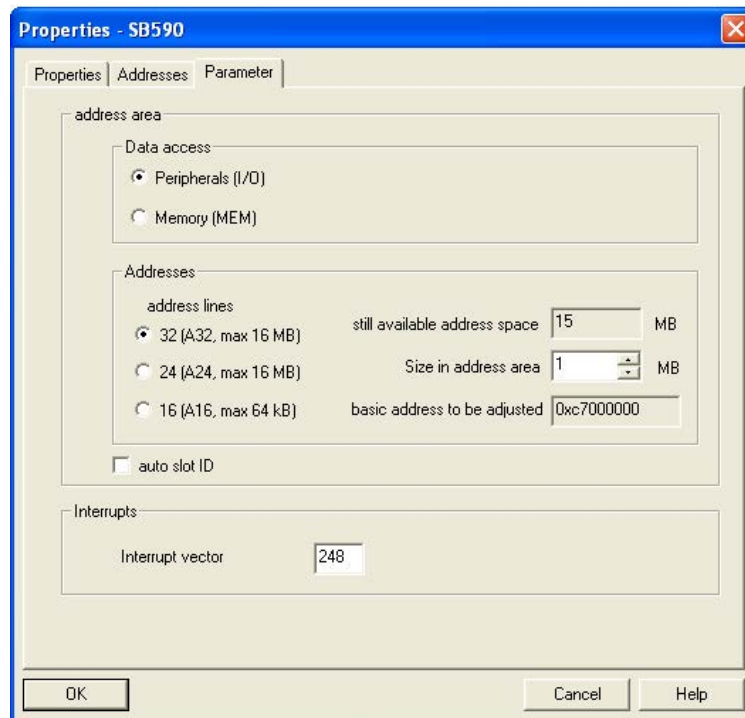 Properties - SB590
Properties Addresses Parameter
address area
Data access
Peripherals (I/O)
Memory (MEM)
Addresses
address lines
32 (A32, max 16 MB)
still available address space 15 MB
24 (A24, max 16 MB)
Size in address area 1 MB
16 (A16, max 64 kB)
basic address to be adjusted 0xc7000000
auto slot ID
Interrupts
Interrupt vector 248
OK Cancel Help